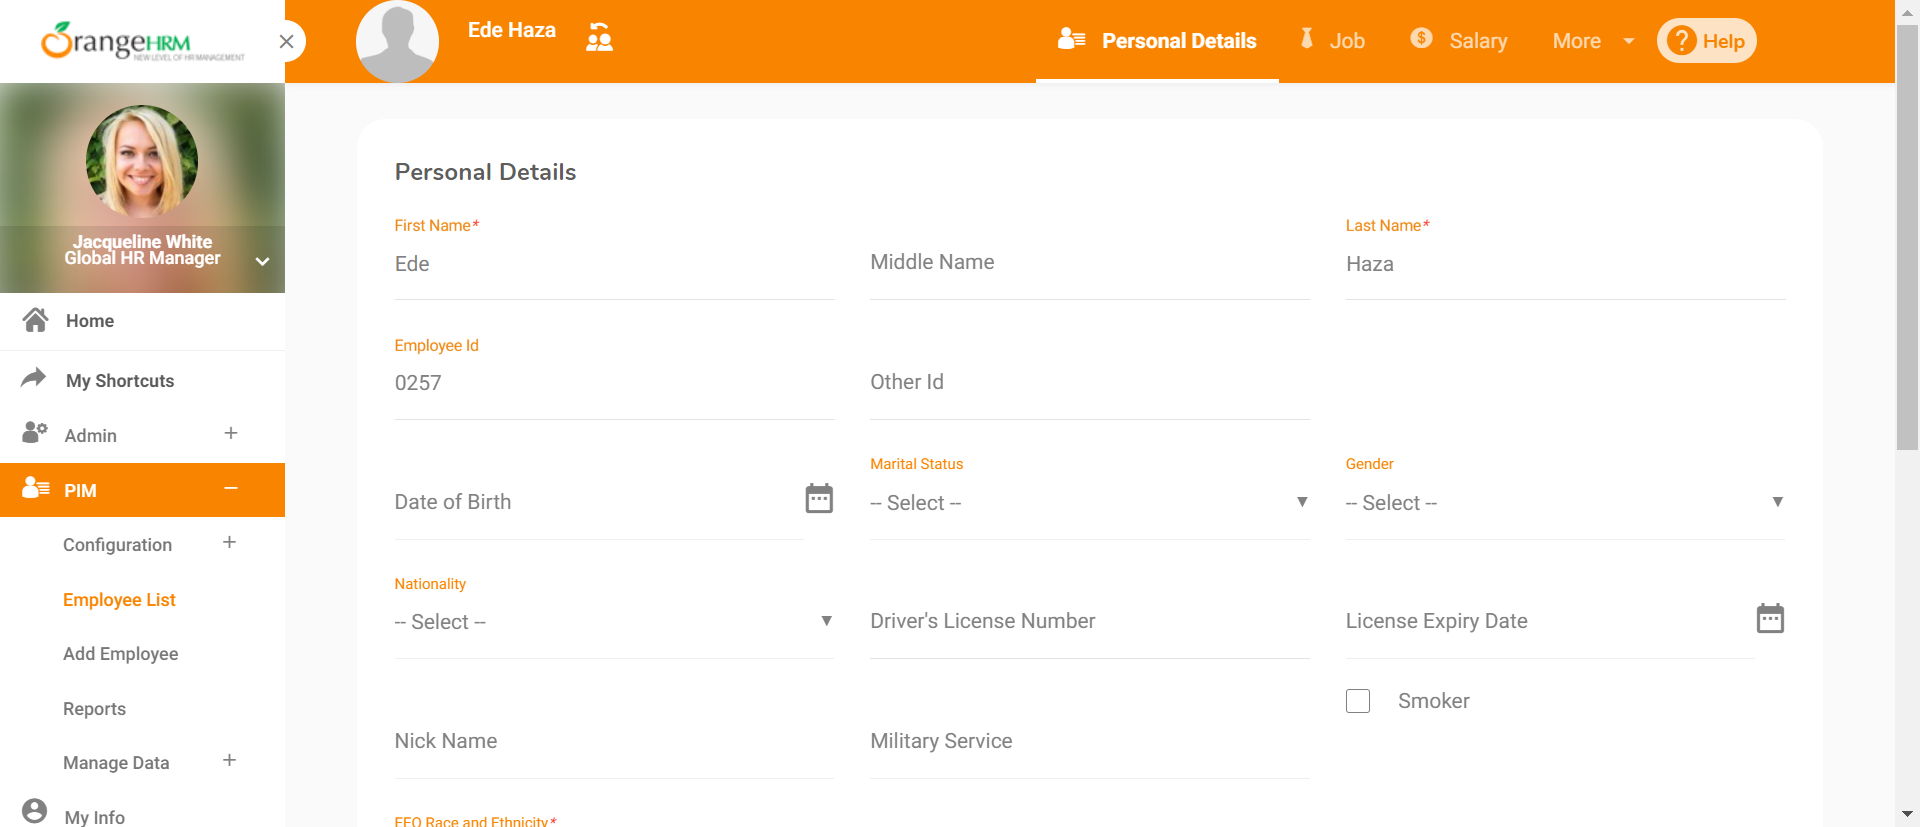 OrangeHRM
NEW LEVEL OF HR MANAGEMENT
Ede Haza
Personal Details
Job
Salary
More
Help
Jacqueline White
Global HR Manager
Home
My Shortcuts
Admin
PIM
Configuration
Employee List
Add Employee
Reports
Manage Data
My Info
Personal Details
First Name*
Ede
Middle Name
Last Name*
Haza
Employee Id
0257
Other Id
Date of Birth
Marital Status
-- Select --
Gender
-- Select --
Nationality
-- Select --
Driver's License Number
License Expiry Date
Smoker
Nick Name
Military Service
EEO Race and Ethnicity*